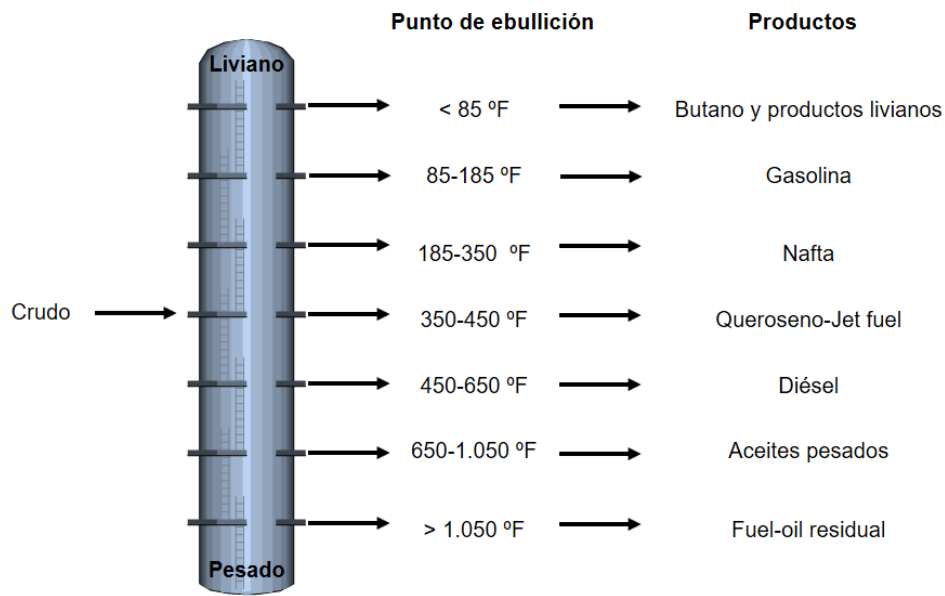 Punto de ebullición Productos
Liviano
< 85 ºF Butano y productos livianos
85-185 ºF Gasolina
185-350 ºF Nafta
Crudo 350-450 ºF Queroseno-Jet fuel
450-650 ºF Diésel
650-1.050 ºF Aceites pesados
> 1.050 ºF Fuel-oil residual
Pesado